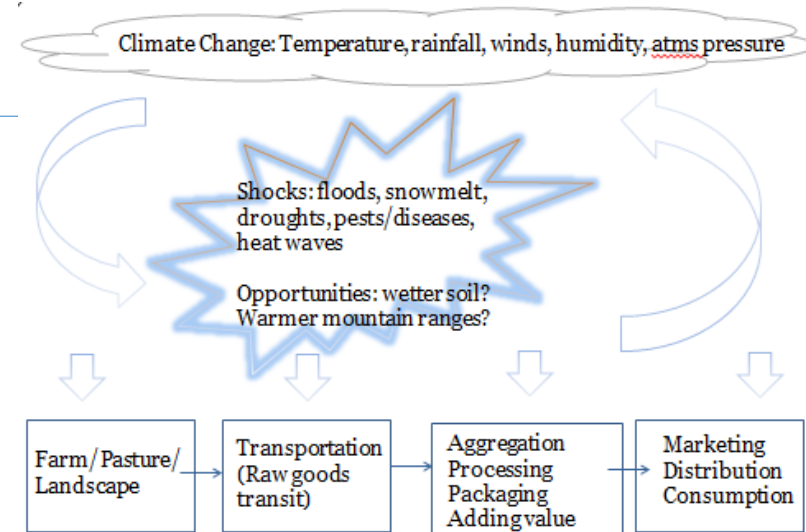 Climate Change: Temperature, rainfall, winds, humidity, atms pressure
Shocks: floods, snowmelt,
droughts, pests/diseases,
heat waves
Opportunities: wetter soil?
Warmer mountain ranges?
Farm/Pasture/
Landscape
Transportation
(Raw goods
transit)
Aggregation
Processing
Packaging
Adding value
Marketing
Distribution
Consumption